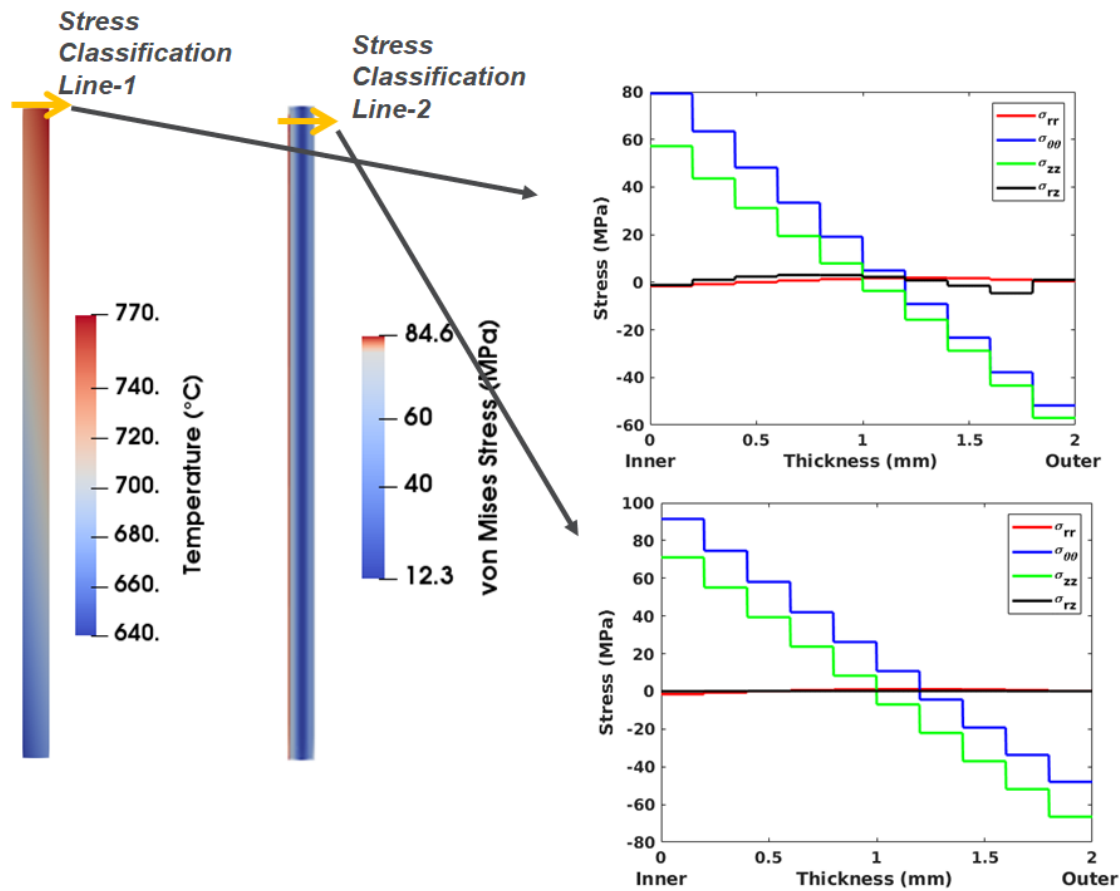 Stress
Classification
Line-1
Stress
Classification
Line-2
770.
740.
720.
700.
680.
660.
640.
Temperature (°C)
84.6
60
40
12.3
von Mises Stress (MPa)
80
60
40
20
0
-20
-40
-60
Stress (MPa)
σrr
σθθ
σzz
σrz
0 0.5 1 1.5 2
Inner Thickness (mm) Outer
100
80
60
40
20
0
-20
-40
-60
-80
Stress (MPa)
σrr
σθθ
σzz
σrz
0 0.5 1 1.5 2
Inner Thickness (mm) Outer